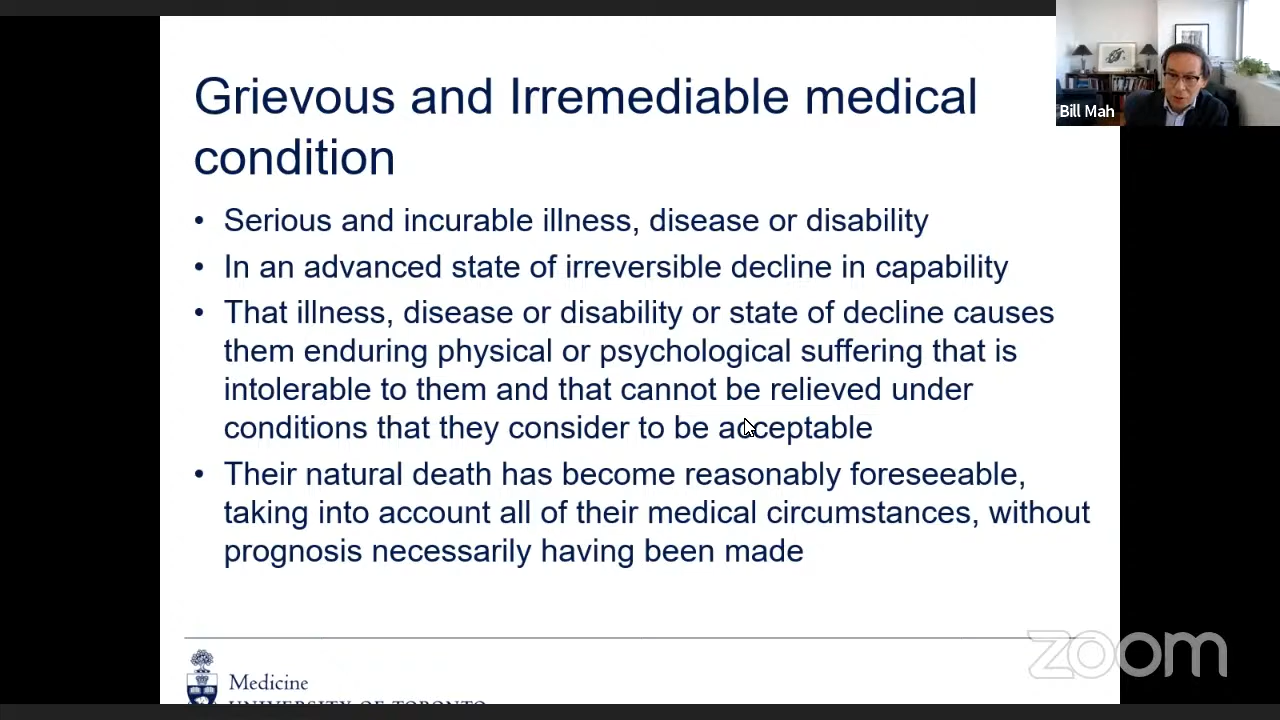 Grievous and Irremediable medical
condition
• Serious and incurable illness, disease or disability
• In an advanced state of irreversible decline in capability
• That illness, disease or disability or state of decline causes
them enduring physical or psychological suffering that is
intolerable to them and that cannot be relieved under
conditions that they consider to be acceptable
• Their natural death has become reasonably foreseeable,
taking into account all of their medical circumstances, without
prognosis necessarily having been made
Bill Mah
zoom
Medicine
UNIVERSITY OF TORONTO